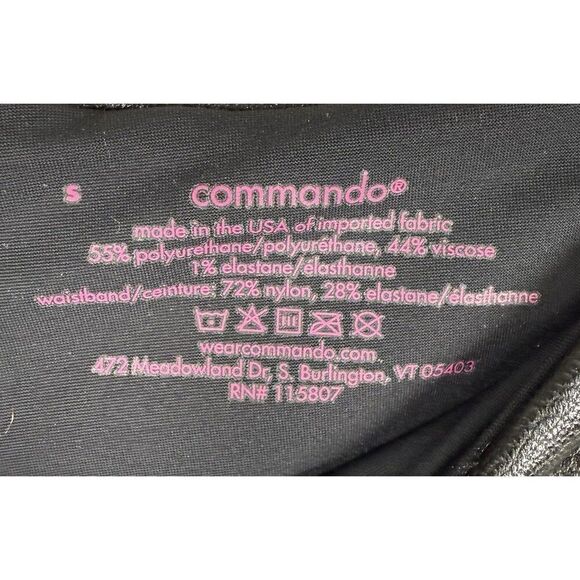 S
commando®
made in the USA of imported fabric
55% polyurethane/polyuréthane, 44% viscose
1% elastane/élasthanne
waistband/ceinture: 72% nylon, 28% elastane/élasthanne
wearcommando.com
472 Meadowland Dr, S. Burlington, VT 05403
RN# 115807